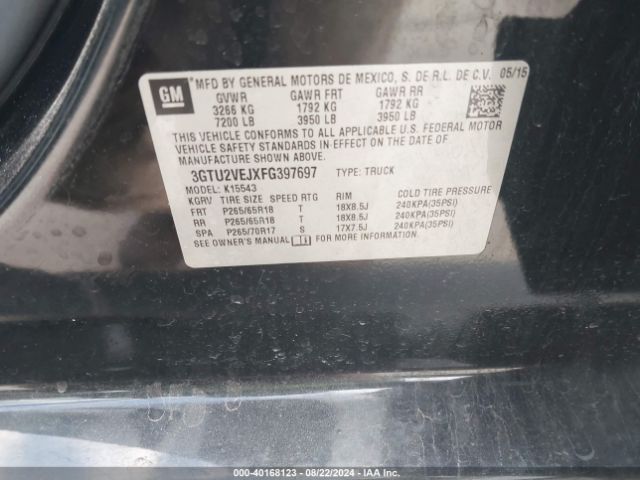 GM
*MFD BY GENERAL MOTORS DE MEXICO, S. DE R.L. DE C.V. 05/15
GVWR GAWR FRT GAWR RR
3266 KG 1792 KG 1792 KG
7200 LB 3950 LB 3950 LB
THIS VEHICLE CONFORMS TO ALL APPLICABLE U.S. FEDERAL MOTOR
VEHICLE SAFETY STANDARDS IN EFFECT ON THE DATE OF
MANUFACTURE SHOWN ABOVE.
3GTU2VEJXFG397697 TYPE: TRUCK
MODEL: K15543
KGRV TIRE SIZE SPEED RTG RIM COLD TIRE PRESSURE
FRT P265/65R18 T 18X8.5J 240KPA(35PSI)
RR P265/65R18 T 18X8.5J 240KPA(35PSI)
SPA P265/70R17 S 17X7.5J 240KPA(35PSI)
SEE OWNER'S MANUAL FOR MORE INFORMATION.
000-40168123 - 08/22/2024 - IAA Inc.